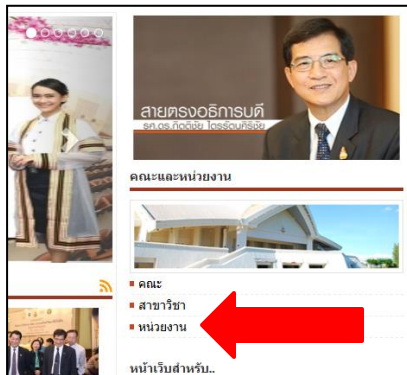 สายตรงอธิการบดี
รศ.ดร.กิตติชัย ไตรรัตนศิริชัย
คณะและหน่วยงาน
คณะ
สาขาวิชา
หน่วยงาน
หน้าเว็บสำหรับ..